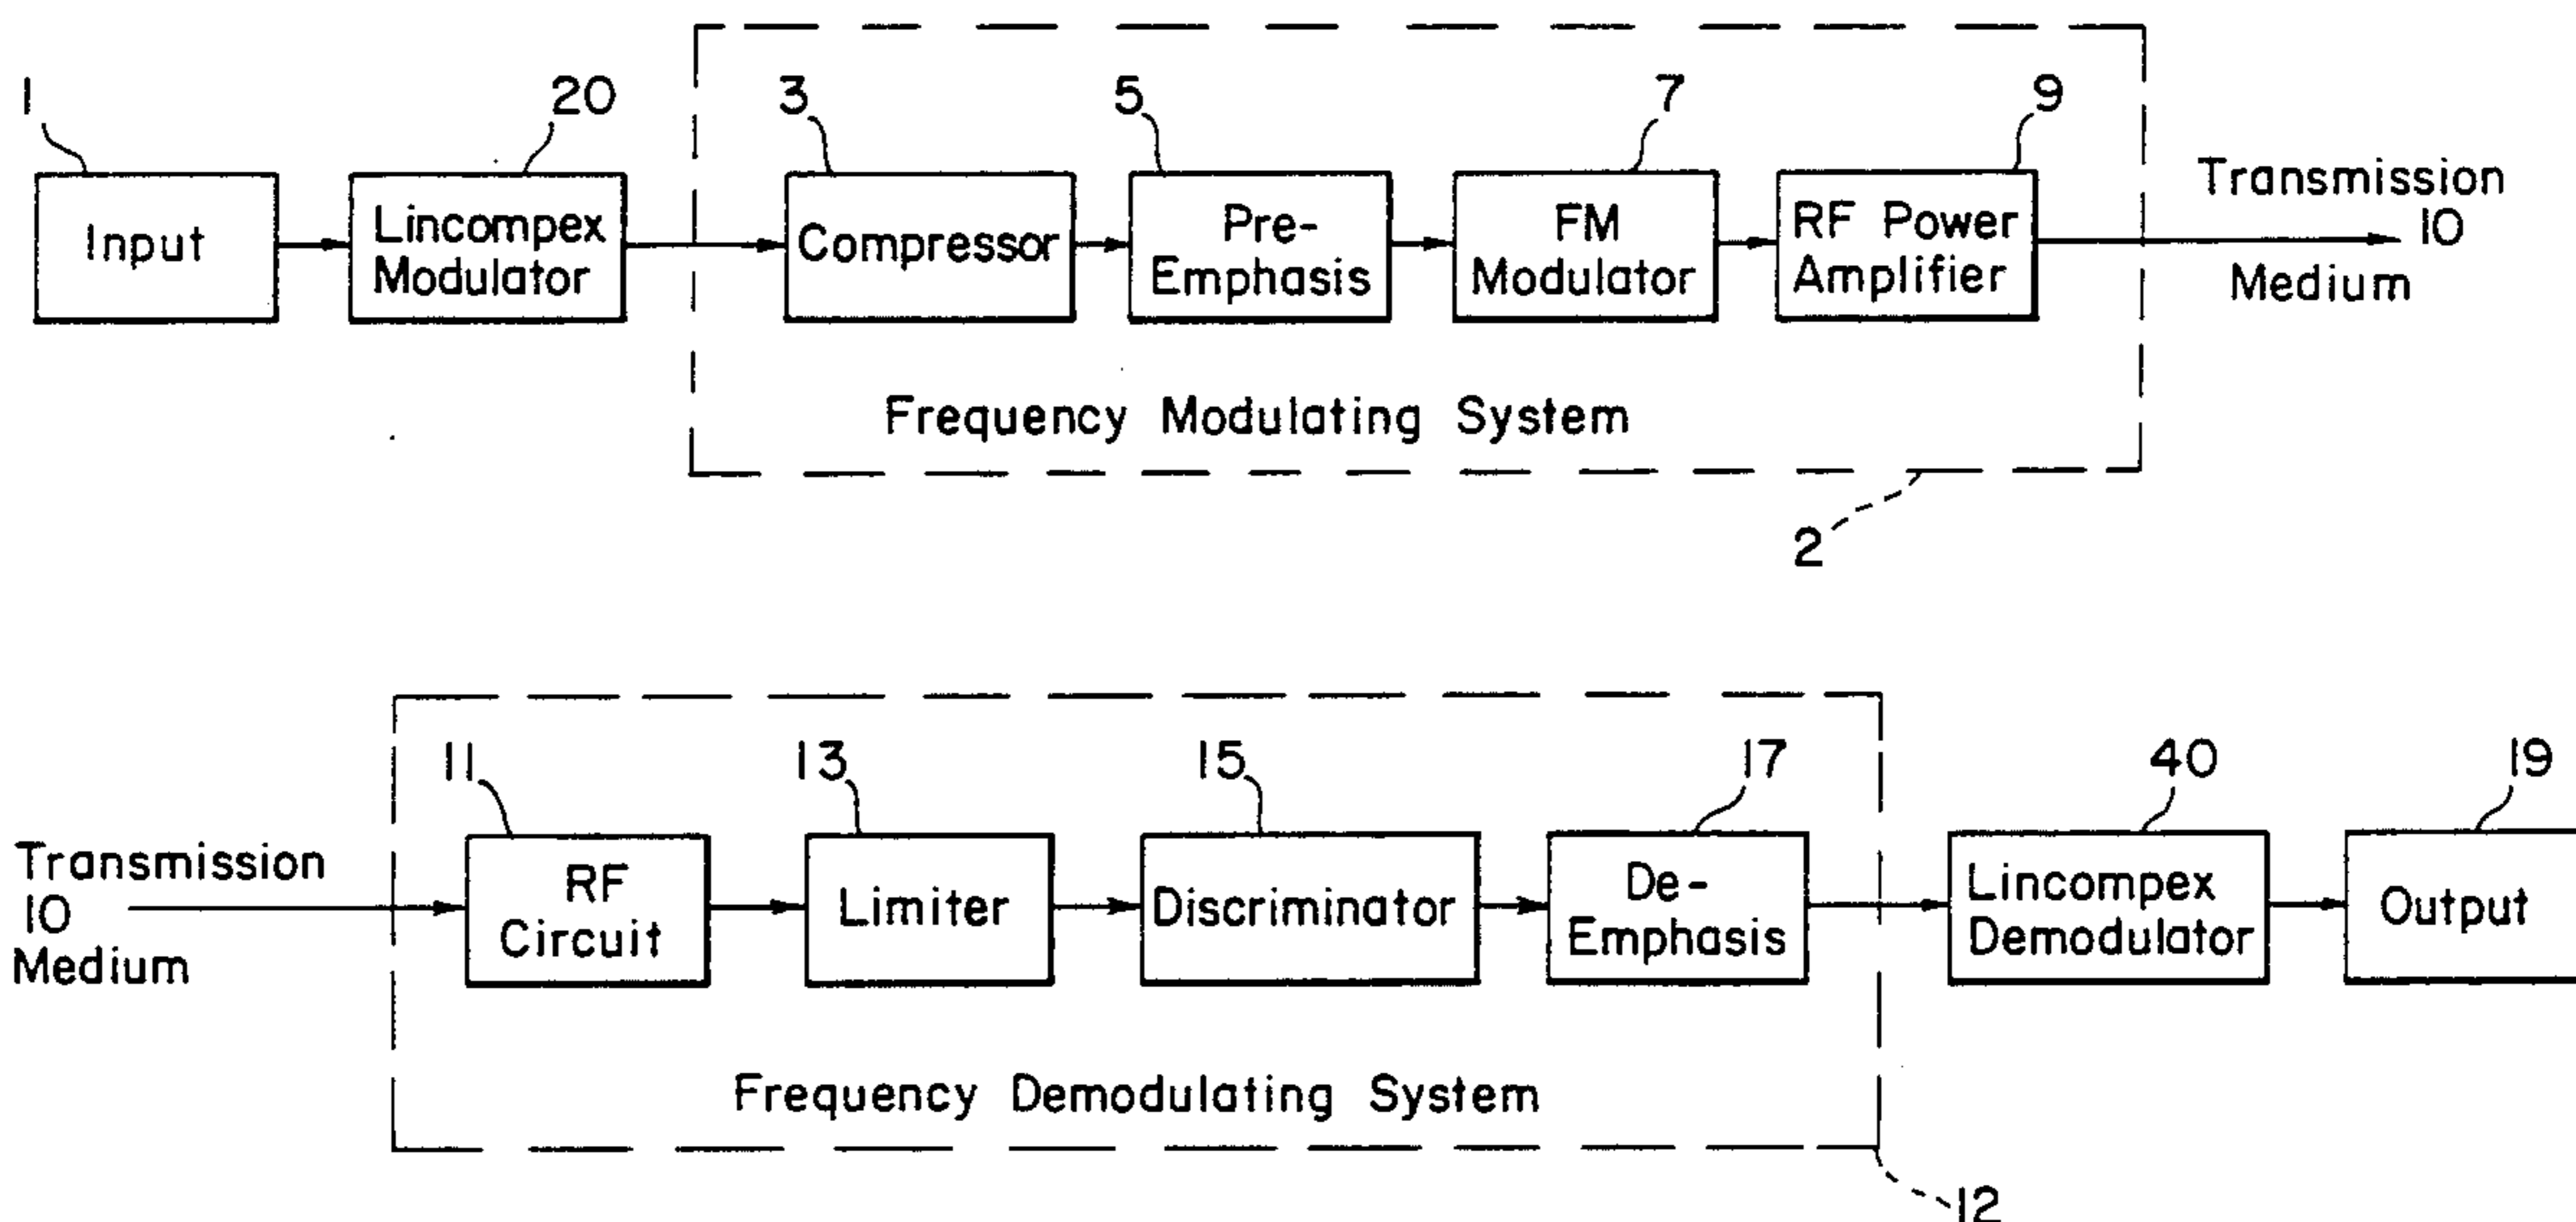 1
20
3
5
7
9
Input
Lincompex
Modulator
Compressor
Pre-
Emphasis
FM
Modulator
RF Power
Amplifier
Transmission
10
Medium
Frequency Modulating System
2
11
13
15
17
40
19
Transmission
10
Medium
RF
Circuit
Limiter
Discriminator
De-
Emphasis
Lincompex
Demodulator
Output
Frequency Demodulating System
12